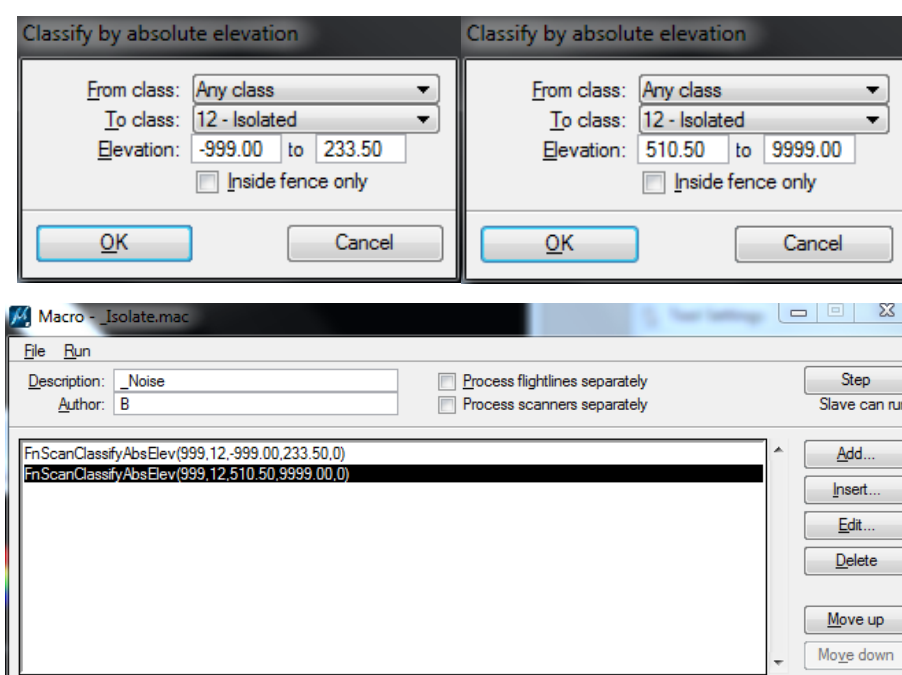 Classify by absolute elevation
From class: Any class
To class: 12 - Isolated
Elevation: -999.00 to 233.50
Inside fence only
OK Cancel
Classify by absolute elevation
From class: Any class
To class: 12 - Isolated
Elevation: 510.50 to 9999.00
Inside fence only
OK Cancel
Macro - _Isolate.mac
File Run
Description: _Noise
Author: B
Process flightlines separately
Process scanners separately
Step
Slave can ru
FnScanClassifyAbsElev(999,12,-999.00,233.50,0)
FnScanClassifyAbsElev(999,12,510.50,9999.00,0)
Add...
Insert...
Edit...
Delete
Move up
Move down